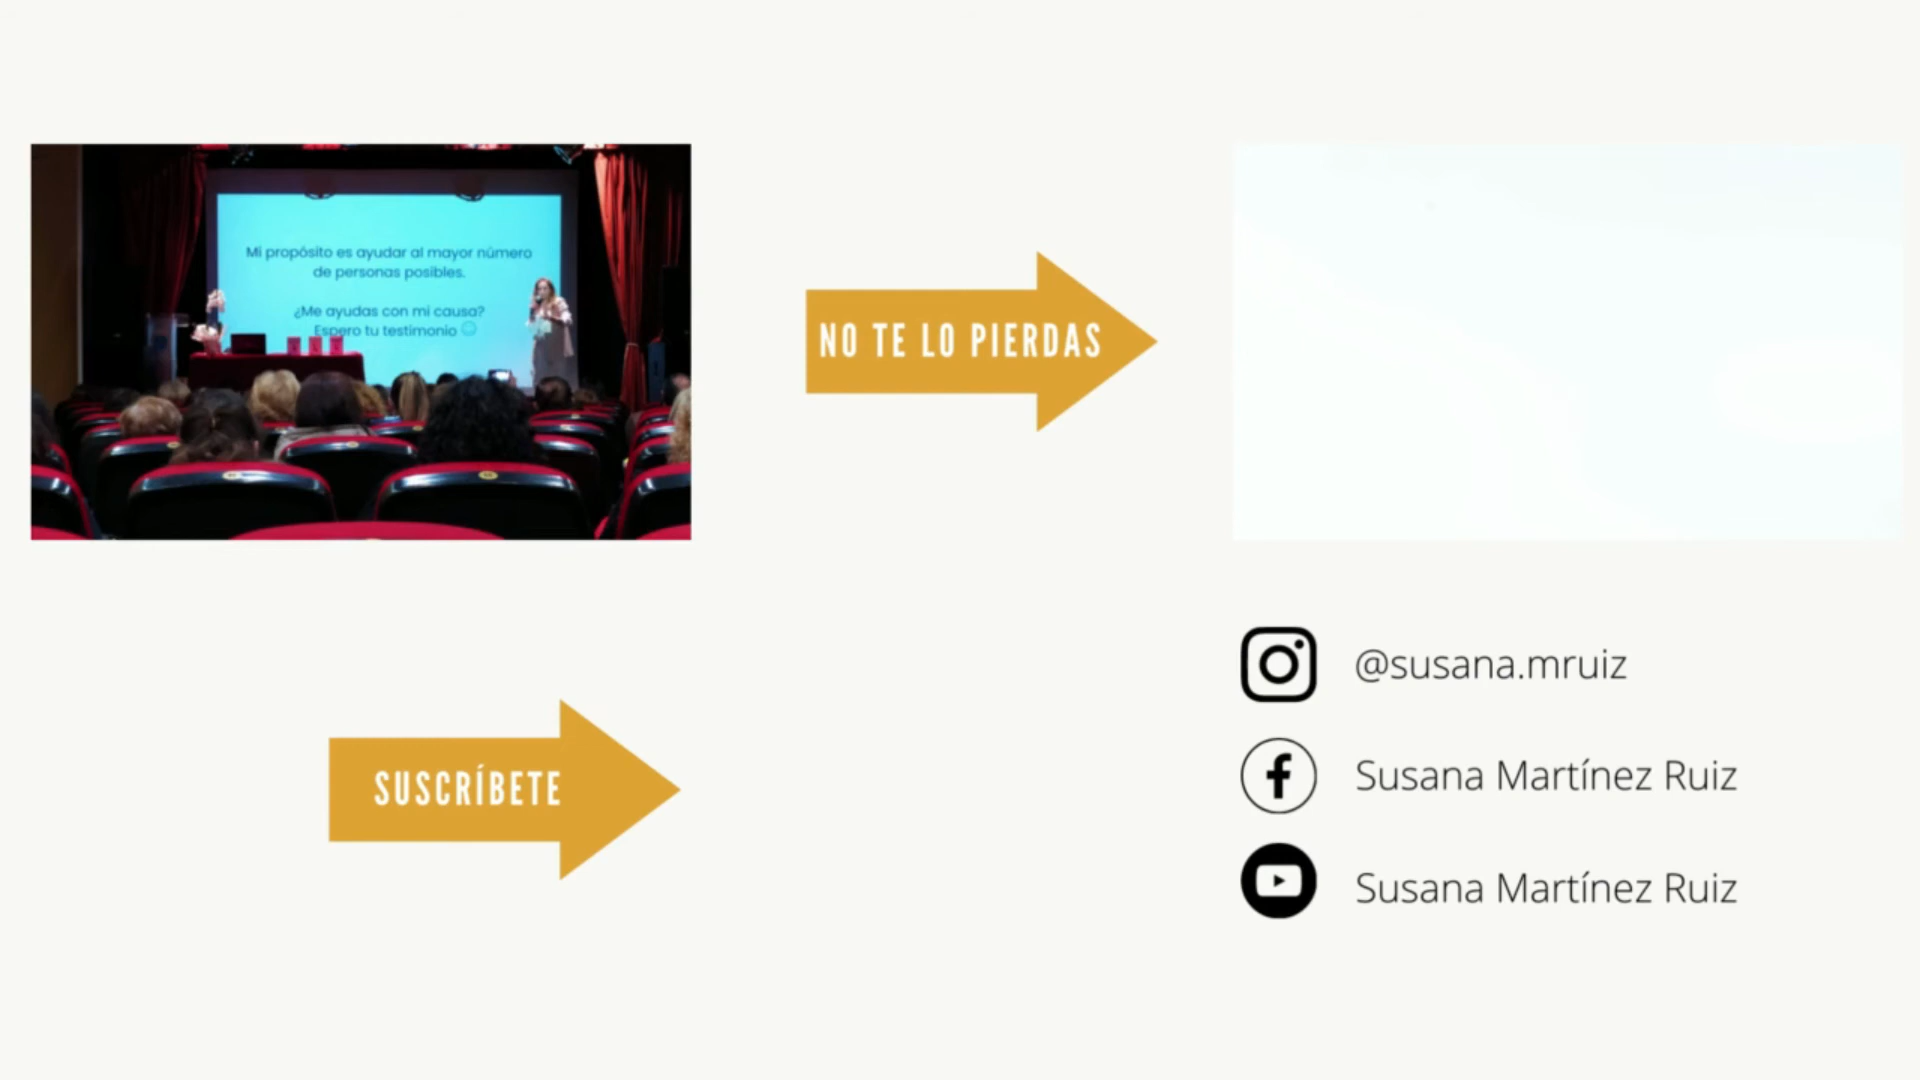 Mi propósito es ayudar al mayor número
de personas posibles.
¿Me ayudas con mi causa?
Espero tu testimonio
NO TE LO PIERDAS
SUSCRÍBETE
@susana.mruiz
Susana Martínez Ruiz
Susana Martínez Ruiz